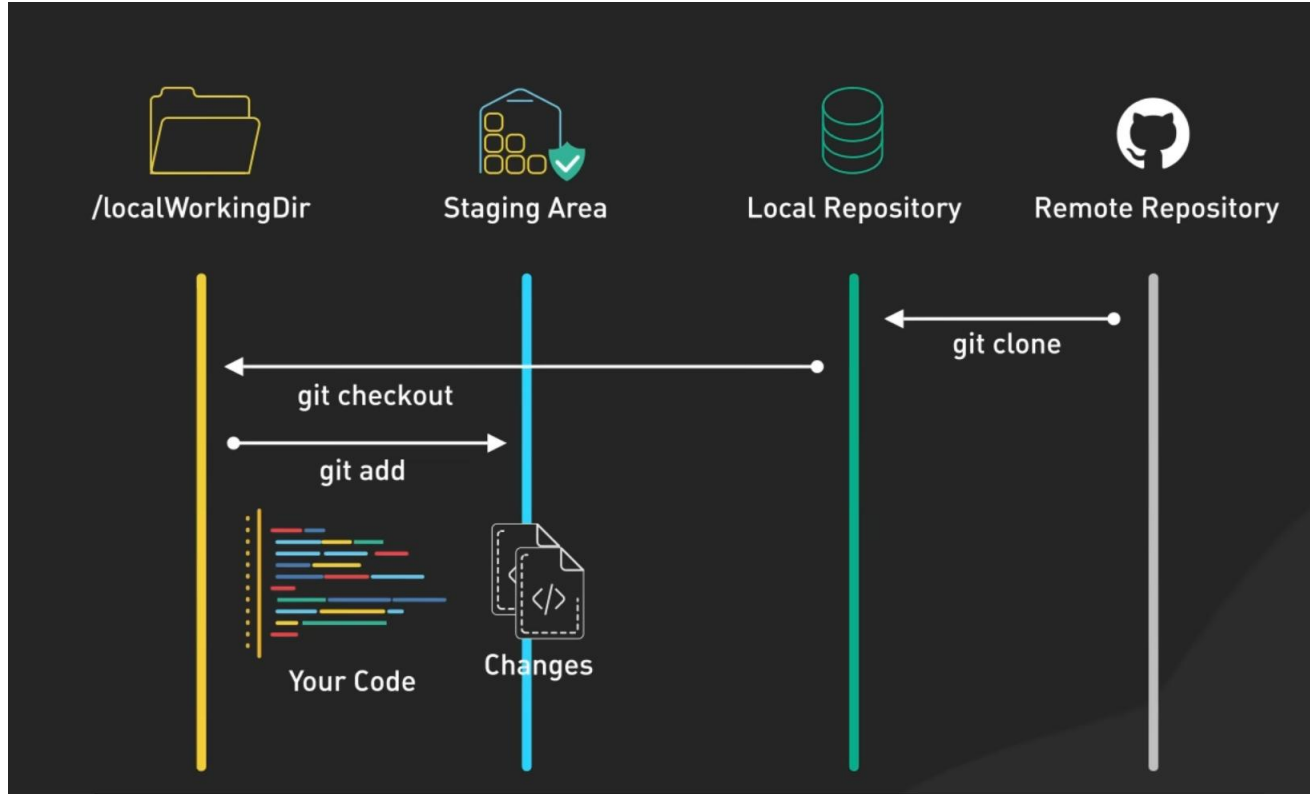 /localWorkingDir
Staging Area
Local Repository
Remote Repository
git clone
git checkout
git add
</>
Your Code
Changes